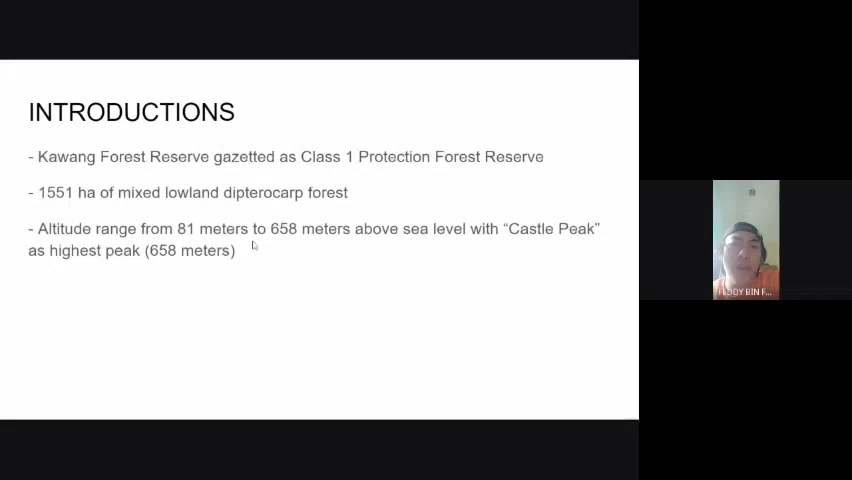 INTRODUCTIONS
- Kawang Forest Reserve gazetted as Class 1 Protection Forest Reserve
- 1551 ha of mixed lowland dipterocarp forest
- Altitude range from 81 meters to 658 meters above sea level with “Castle Peak”
as highest peak (658 meters)
BIN F...